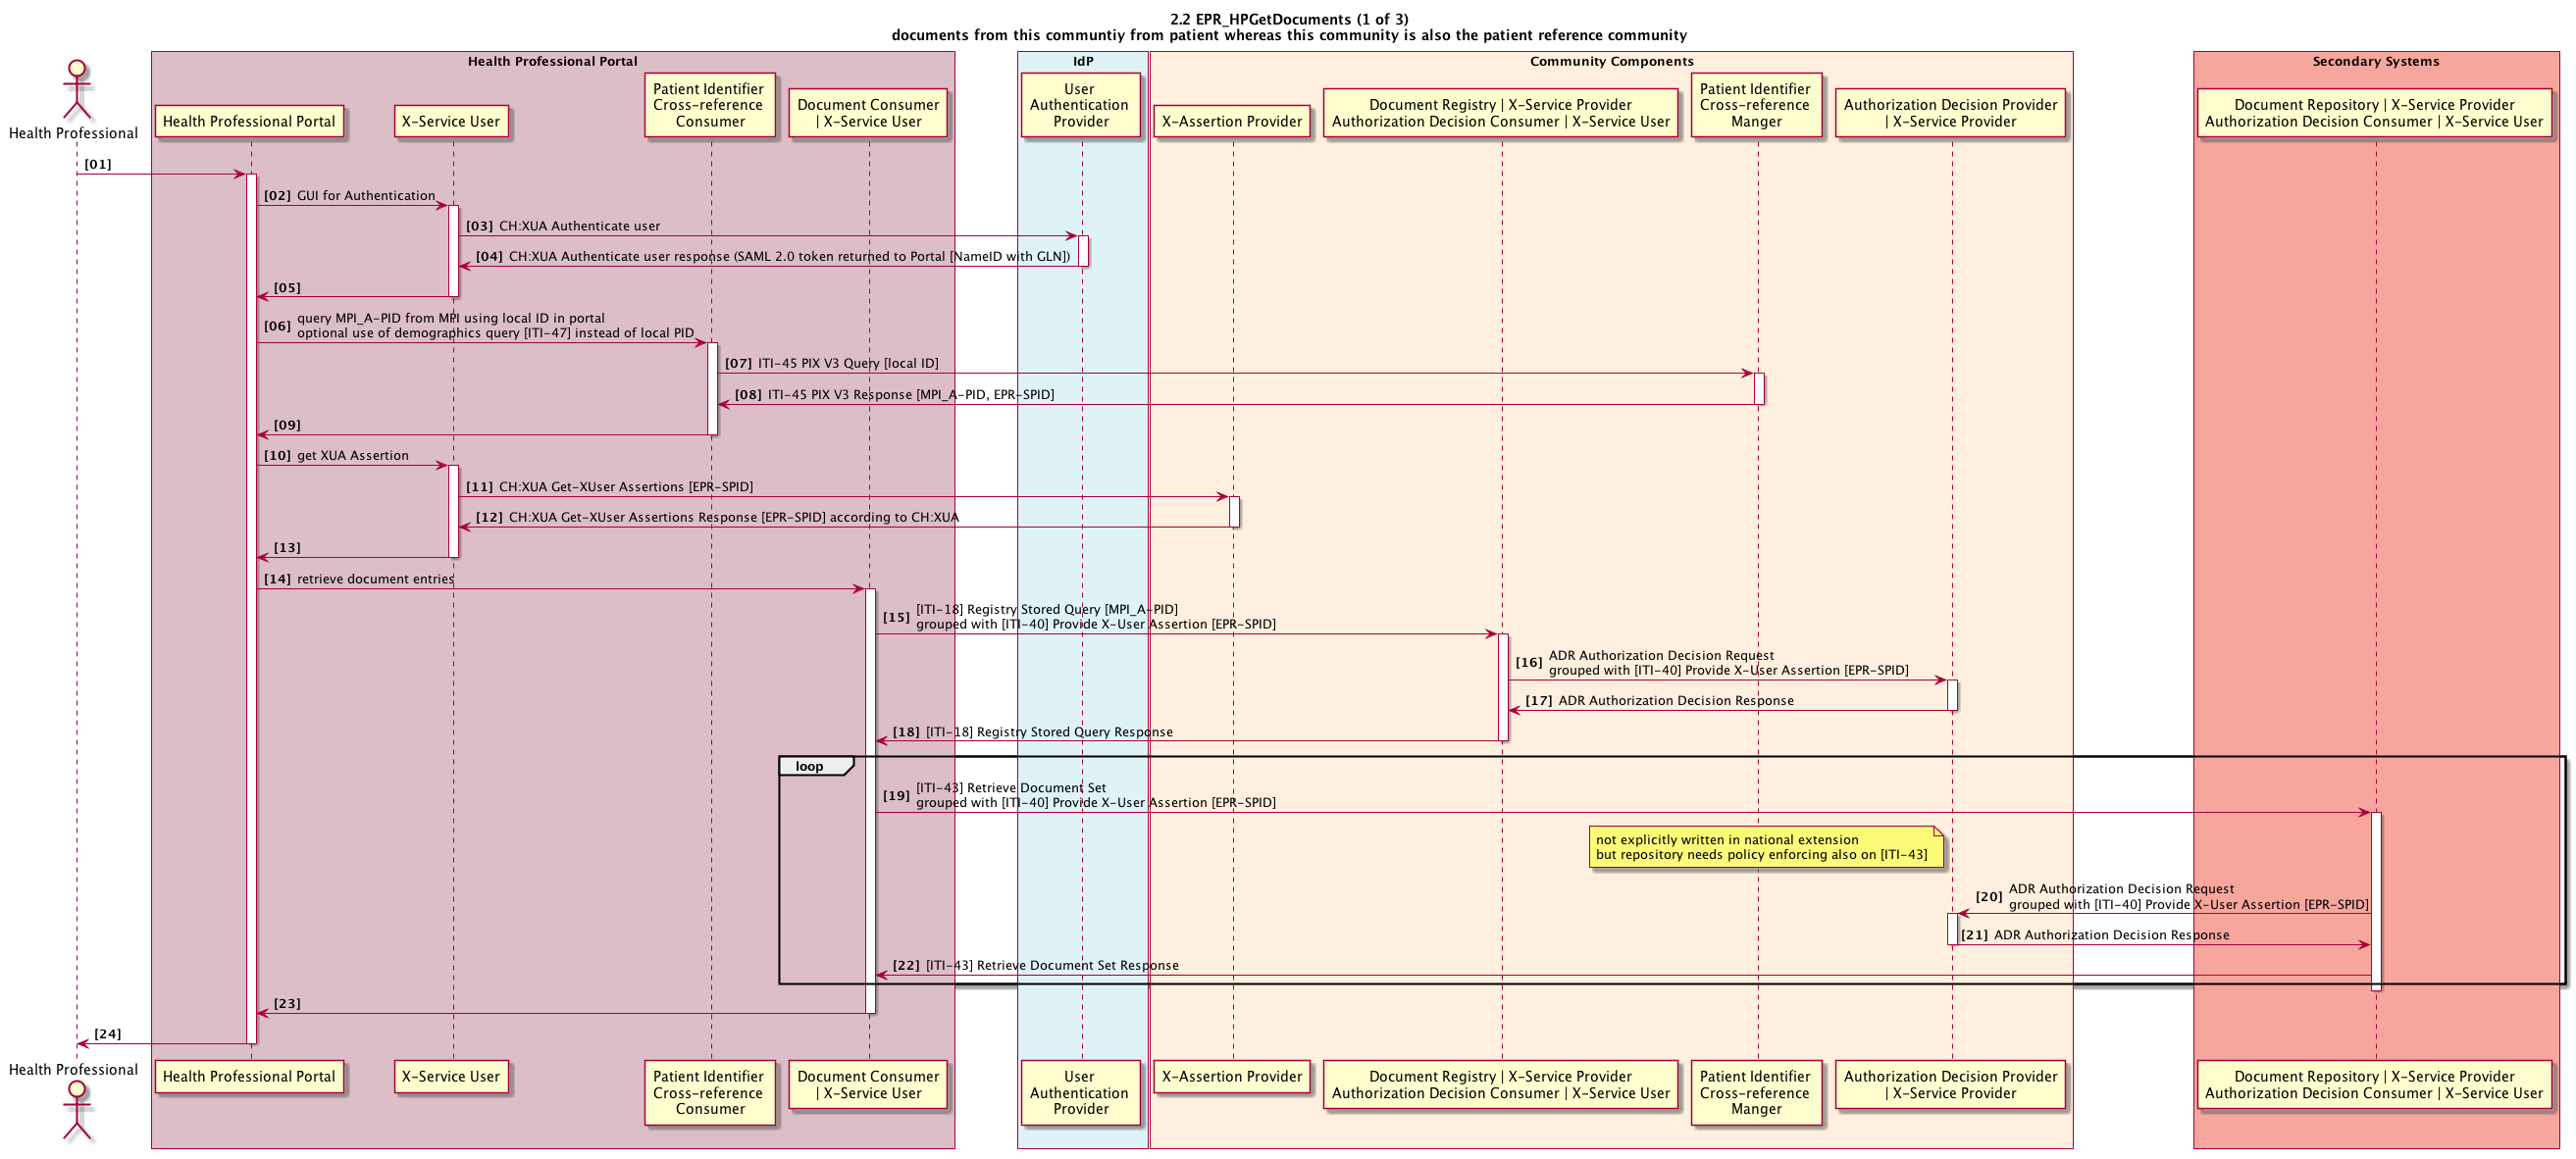 2.2 EPR_HPGetDocuments (1 of 3)
documents from this communtiy from patient whereas this community is also the patient reference community
Health Professional Portal
IdP
Community Components
Secondary Systems
Health Professional
Health Professional Portal
X-Service User
Patient Identifier
Cross-reference
Consumer
Document Consumer
| X-Service User
User
Authentication
Provider
X-Assertion Provider
Document Registry | X-Service Provider
Authorization Decision Consumer | X-Service User
Patient Identifier
Cross-reference
Manger
Authorization Decision Provider
| X-Service Provider
Document Repository | X-Service Provider
Authorization Decision Consumer | X-Service User
[01]
[02] GUI for Authentication
[03] CH:XUA Authenticate user
[04] CH:XUA Authenticate user response (SAML 2.0 token returned to Portal [NameID with GLN])
[05]
[06] query MPI_A-PID from MPI using local ID in portal
optional use of demographics query [ITI-47] instead of local PID
[07] ITI-45 PIX V3 Query [local ID]
[08] ITI-45 PIX V3 Response [MPI_A-PID, EPR-SPID]
[09]
[10] get XUA Assertion
[11] CH:XUA Get-XUser Assertions [EPR-SPID]
[12] CH:XUA Get-XUser Assertions Response [EPR-SPID] according to CH:XUA
[13]
[14] retrieve document entries
[15] [ITI-18] Registry Stored Query [MPI_A-PID]
grouped with [ITI-40] Provide X-User Assertion [EPR-SPID]
[16] ADR Authorization Decision Request
grouped with [ITI-40] Provide X-User Assertion [EPR-SPID]
[17] ADR Authorization Decision Response
[18] [ITI-18] Registry Stored Query Response
loop
[19] [ITI-43] Retrieve Document Set
grouped with [ITI-40] Provide X-User Assertion [EPR-SPID]
not explicitly written in national extension
but repository needs policy enforcing also on [ITI-43]
[20] ADR Authorization Decision Request
grouped with [ITI-40] Provide X-User Assertion [EPR-SPID]
[21] ADR Authorization Decision Response
[22] [ITI-43] Retrieve Document Set Response
[23]
[24]
Health Professional
Health Professional Portal
X-Service User
Patient Identifier
Cross-reference
Consumer
Document Consumer
| X-Service User
User
Authentication
Provider
X-Assertion Provider
Document Registry | X-Service Provider
Authorization Decision Consumer | X-Service User
Patient Identifier
Cross-reference
Manger
Authorization Decision Provider
| X-Service Provider
Document Repository | X-Service Provider
Authorization Decision Consumer | X-Service User